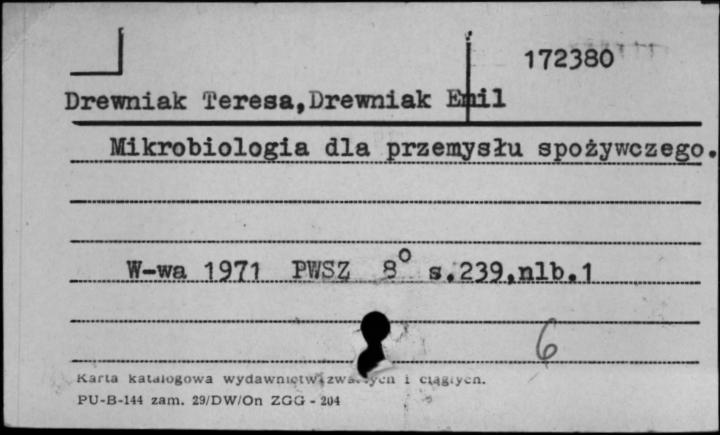 172380
Drewniak Teresa,Drewniak Emil
Mikrobiologia dla przemysłu spożywczego.
W-wa 1971 PWSZ 8° s.239,nlb.1
6
Karta katalogowa wydawnictw zwartych i ciągłych.
PU-B-144 zam. 29/DW/On ZGG - 204